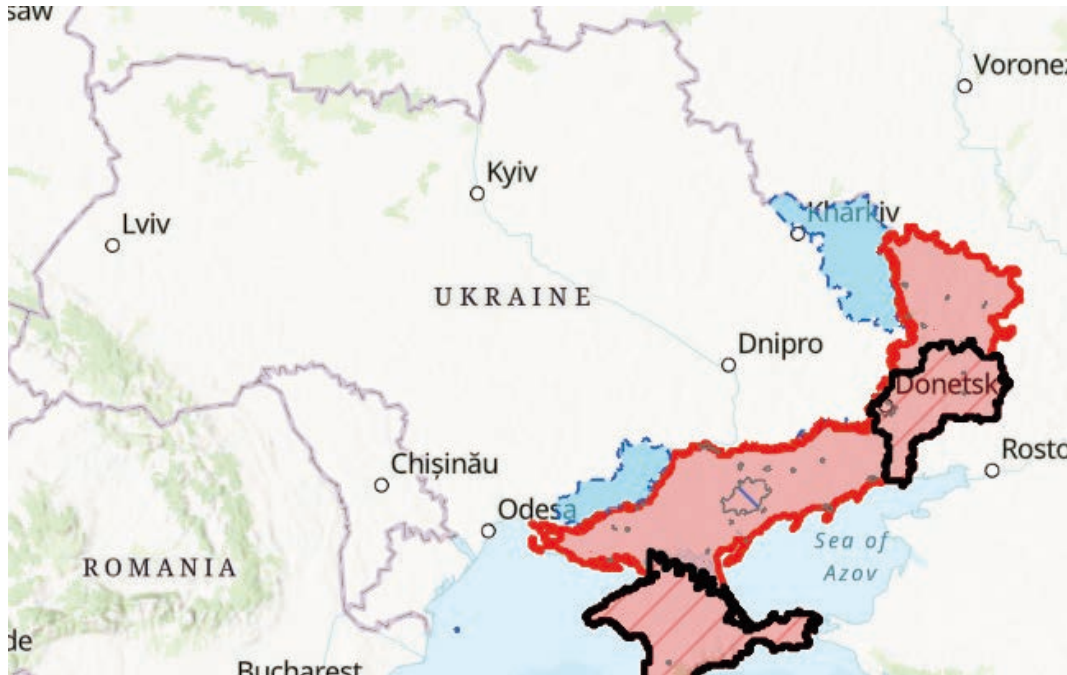 saw
Voronez
Kyiv
Lviv
Kharkiv
UKRAINE
Dnipro
Donetsk
Chișinău
Rosto
Odesa
Sea of
Azov
ROMANIA
de
Bucharest